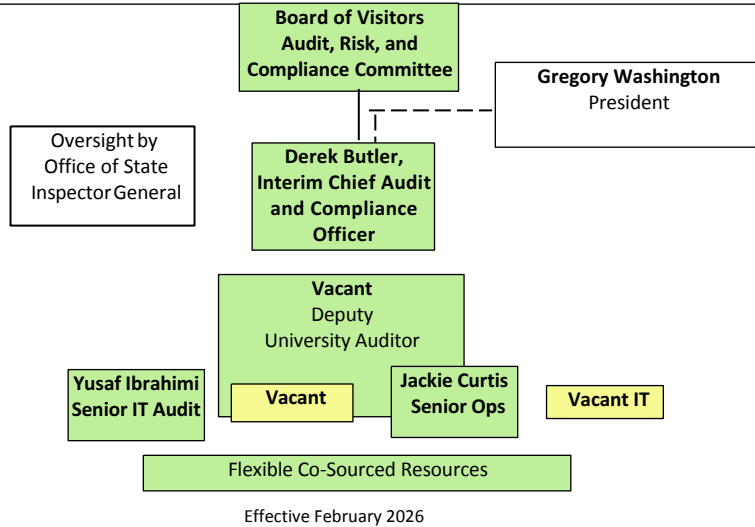 Board of Visitors
Audit, Risk, and
Compliance Committee
Gregory Washington
President
Oversight by
Office of State
Inspector General
Derek Butler,
Interim Chief Audit
and Compliance
Officer
Vacant
Deputy
University Auditor
Yusaf Ibrahimi
Senior IT Audit
Vacant
Jackie Curtis
Senior Ops
Vacant IT
Flexible Co-Sourced Resources
Effective February 2026